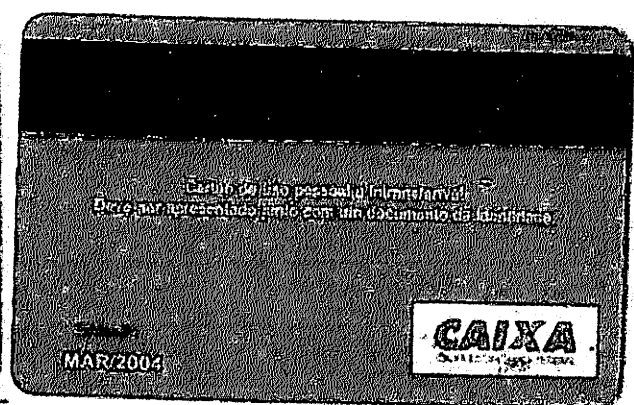 Cartão de uso pessoal e intransferível
Deve ser apresentado junto com um documento de identidade
MAR/2004
CAIXA